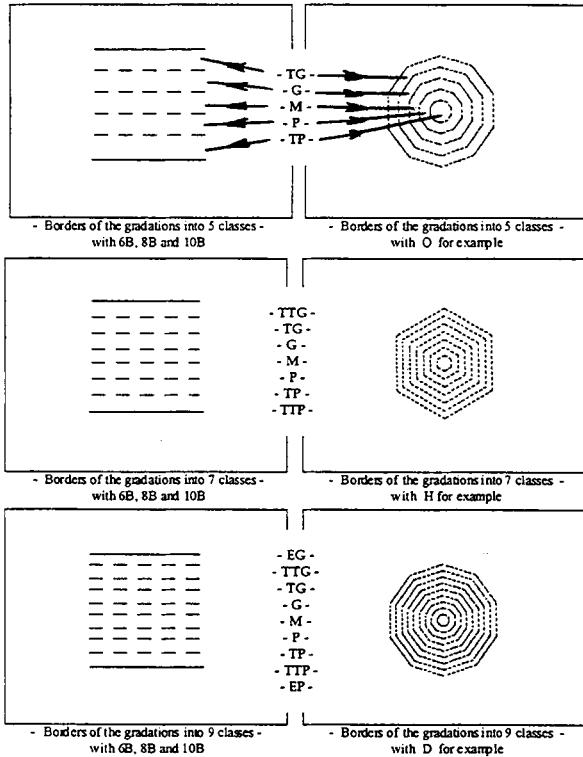 - TG -
- G -
- M -
- P -
- TP -
- Borders of the gradations into 5 classes -
with 6B, 8B and 10B
- Borders of the gradations into 5 classes -
with O for example
- TTG -
- TG -
- G -
- M -
- P -
- TP -
- TTP -
- Borders of the gradations into 7 classes -
with 6B, 8B and 10B
- Borders of the gradations into 7 classes -
with H for example
- EG -
- TTG -
- TG -
- G -
- M -
- P -
- TP -
- TTP -
- EP -
- Borders of the gradations into 9 classes -
with 6B, 8B and 10B
- Borders of the gradations into 9 classes -
with D for example